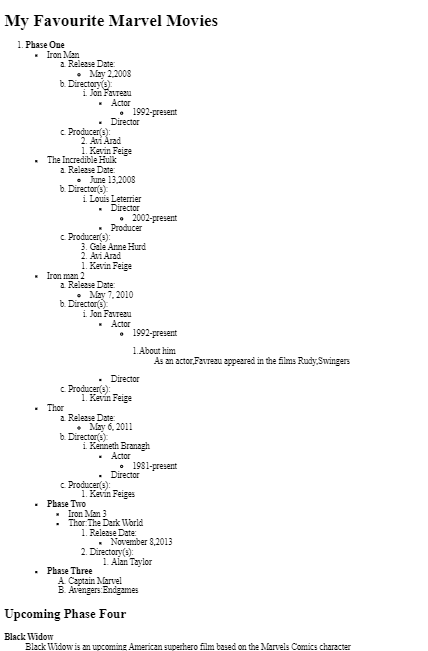 My Favourite Marvel Movies
1. Phase One
▪ Iron Man
a. Release Date:
• May 2,2008
b. Directory(s):
i. Jon Favreau
▪ Actor
◦ 1992-present
▪ Director
c. Producer(s):
2. Avi Arad
1. Kevin Feige
▪ The Incredible Hulk
a. Release Date:
• June 13,2008
b. Director(s):
i. Louis Leterrier
▪ Director
◦ 2002-present
▪ Producer
c. Producer(s):
3. Gale Anne Hurd
2. Avi Arad
1. Kevin Feige
▪ Iron man 2
a. Release Date:
• May 7, 2010
b. Director(s):
i. Jon Favreau
▪ Actor
◦ 1992-present
1. About him
As an actor,Favreau appeared in the films Rudy,Swingers
▪ Director
c. Producer(s):
1. Kevin Feige
▪ Thor
a. Release Date:
• May 6, 2011
b. Director(s):
i. Kenneth Branagh
▪ Actor
◦ 1981-present
▪ Director
c. Producer(s):
1. Kevin Feiges
▪ Phase Two
▪ Iron Man 3
▪ Thor:The Dark World
1. Release Date:
▪ November 8,2013
2. Directory(s):
1. Alan Taylor
▪ Phase Three
A. Captain Marvel
B. Avengers:Endgames
Upcoming Phase Four
Black Widow
Black Widow is an upcoming American superhero film based on the Marvels Comics character